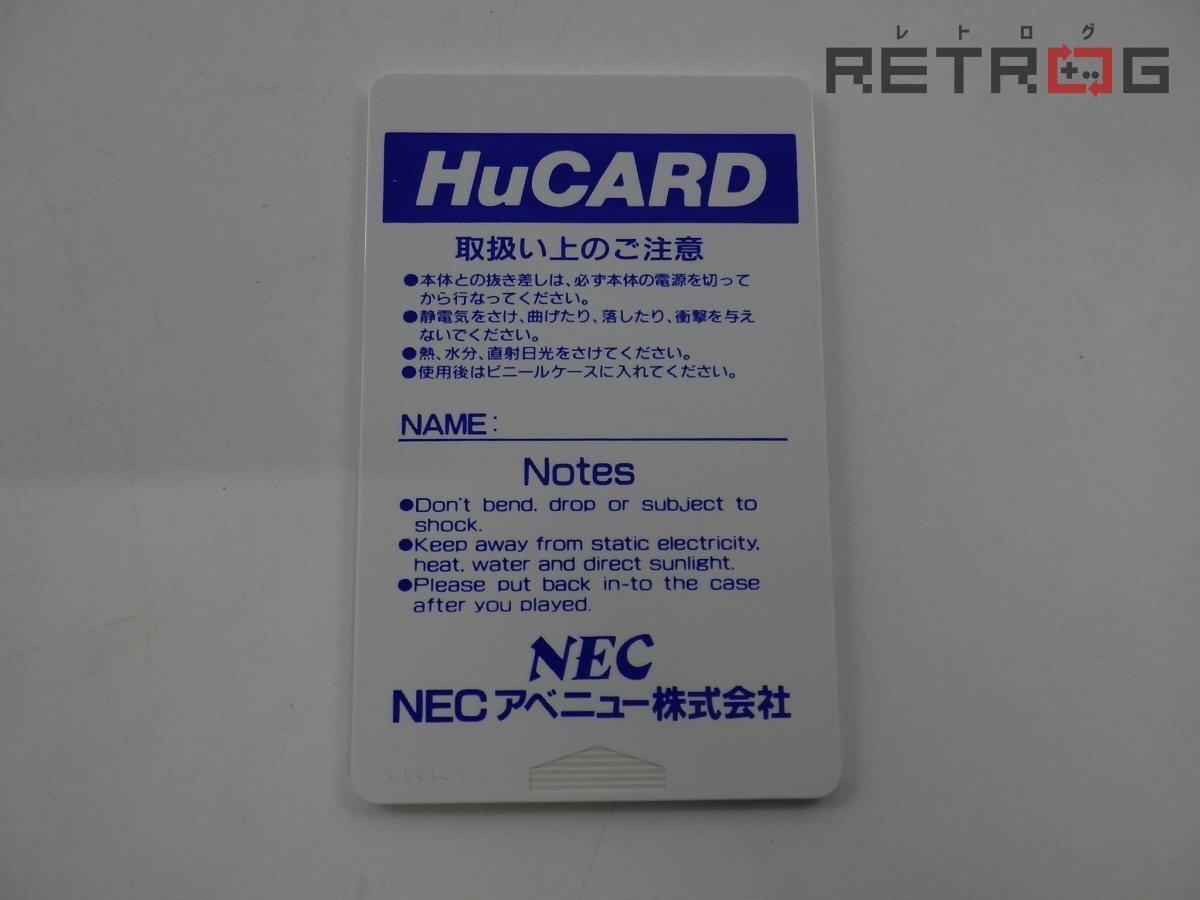 レトログ
RETROG
HuCARD
取扱い上のご注意
●本体との抜き差しは、必ず本体の電源を切って
から行なってください。
●静電気をさけ、曲げたり、落したり、衝撃を与え
ないでください。
●熱、水分、直射日光をさけてください。
●使用後はビニールケースに入れてください。
NAME:
Notes
●Don't bend, drop or subject to
shock.
●Keep away from static electricity,
heat, water and direct sunlight.
●Please put back in-to the case
after you played.
NEC
NECアベニュー株式会社